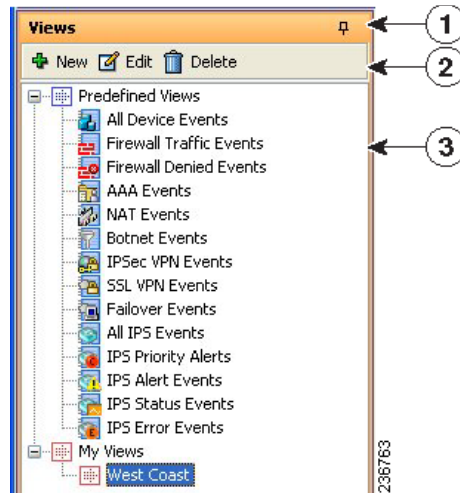 Views
1
New Edit Delete
2
Predefined Views
All Device Events
Firewall Traffic Events
3
Firewall Denied Events
AAA Events
NAT Events
Botnet Events
IPSec VPN Events
SSL VPN Events
Failover Events
All IPS Events
IPS Priority Alerts
IPS Alert Events
IPS Status Events
IPS Error Events
My Views
West Coast
236763